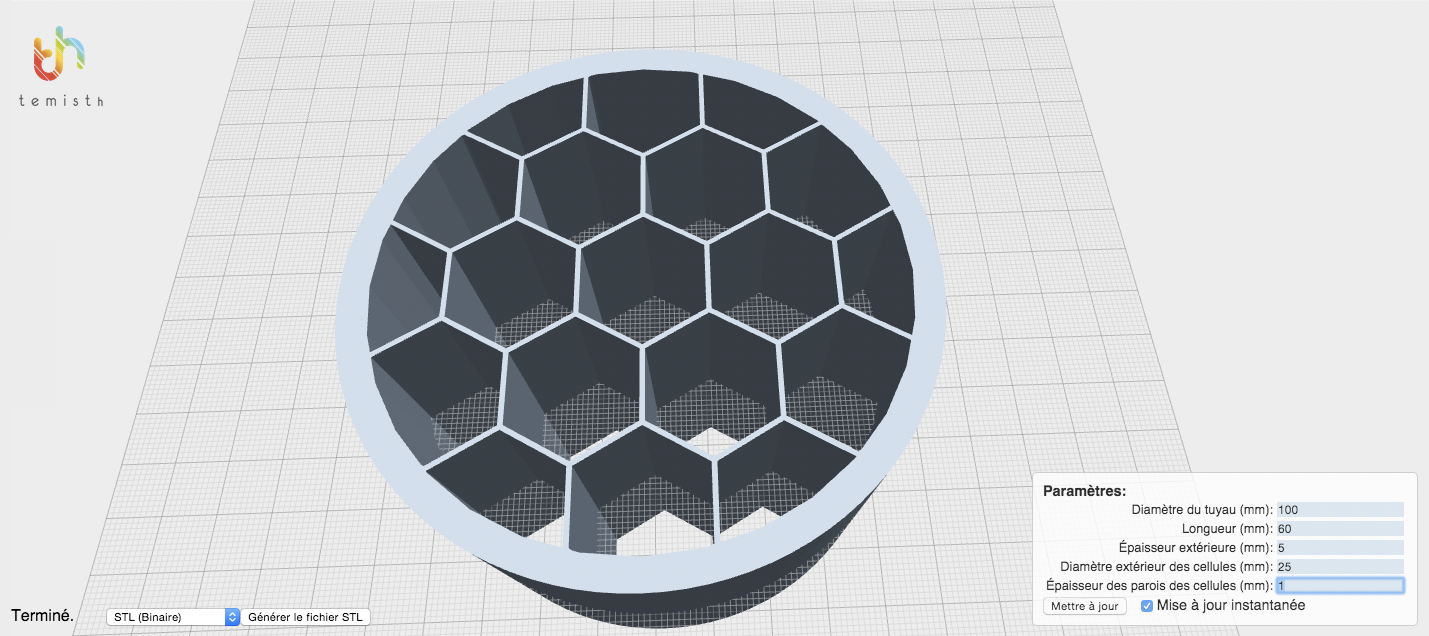 temisth
Paramètres:
Diamètre du tuyau (mm): 100
Longueur (mm): 60
Épaisseur extérieure (mm): 5
Diamètre extérieur des cellules (mm): 25
Épaisseur des parois des cellules (mm): 1
Mettre à jour Mise à jour instantanée
Terminé. STL (Binaire) Générer le fichier STL